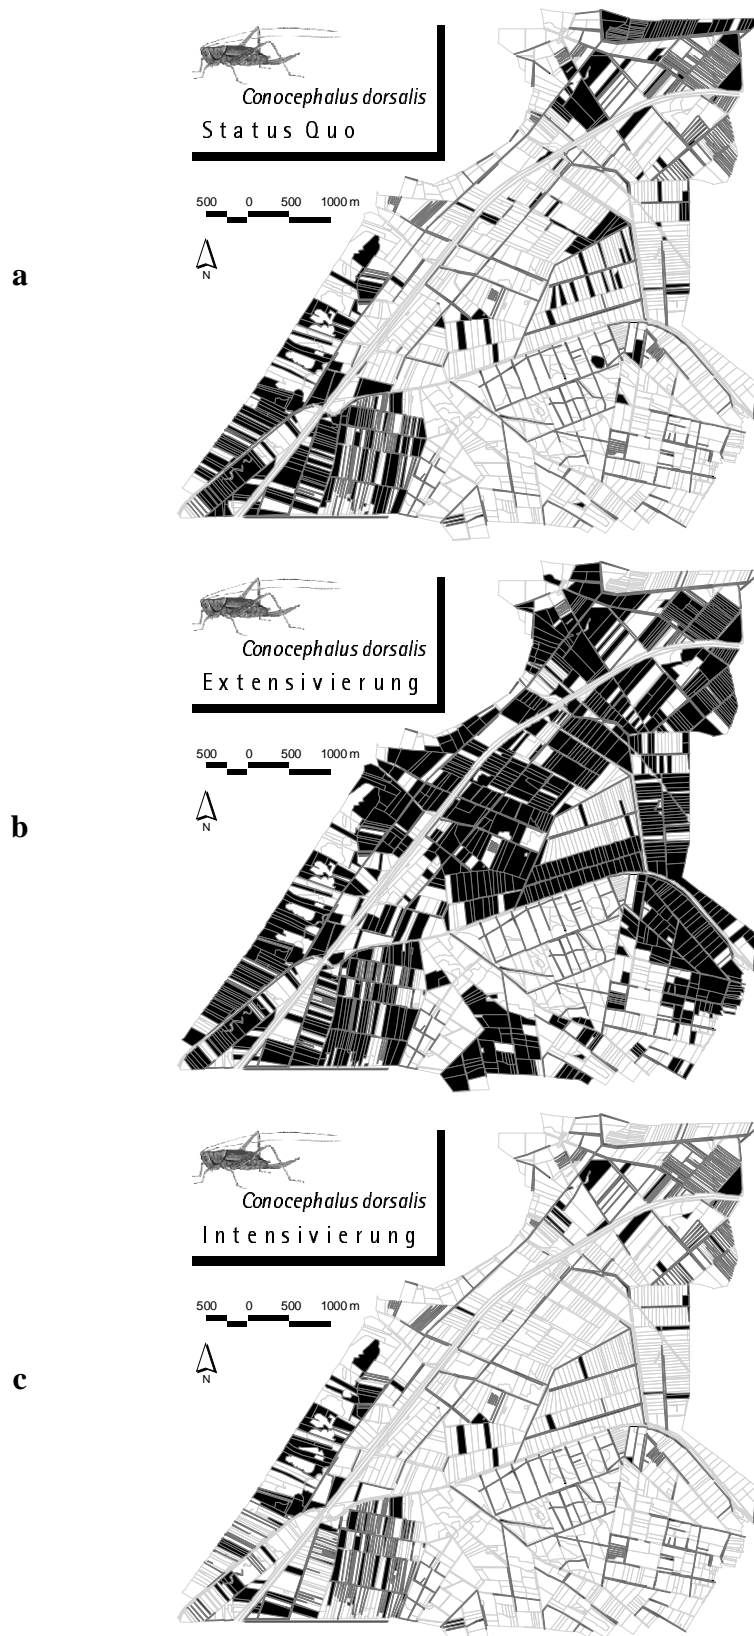 Conocephalus dorsalis
Status Quo
500 0 500 1000 m
N
a
Conocephalus dorsalis
Extensivierung
500 0 500 1000 m
N
b
Conocephalus dorsalis
Intensivierung
500 0 500 1000 m
N
c